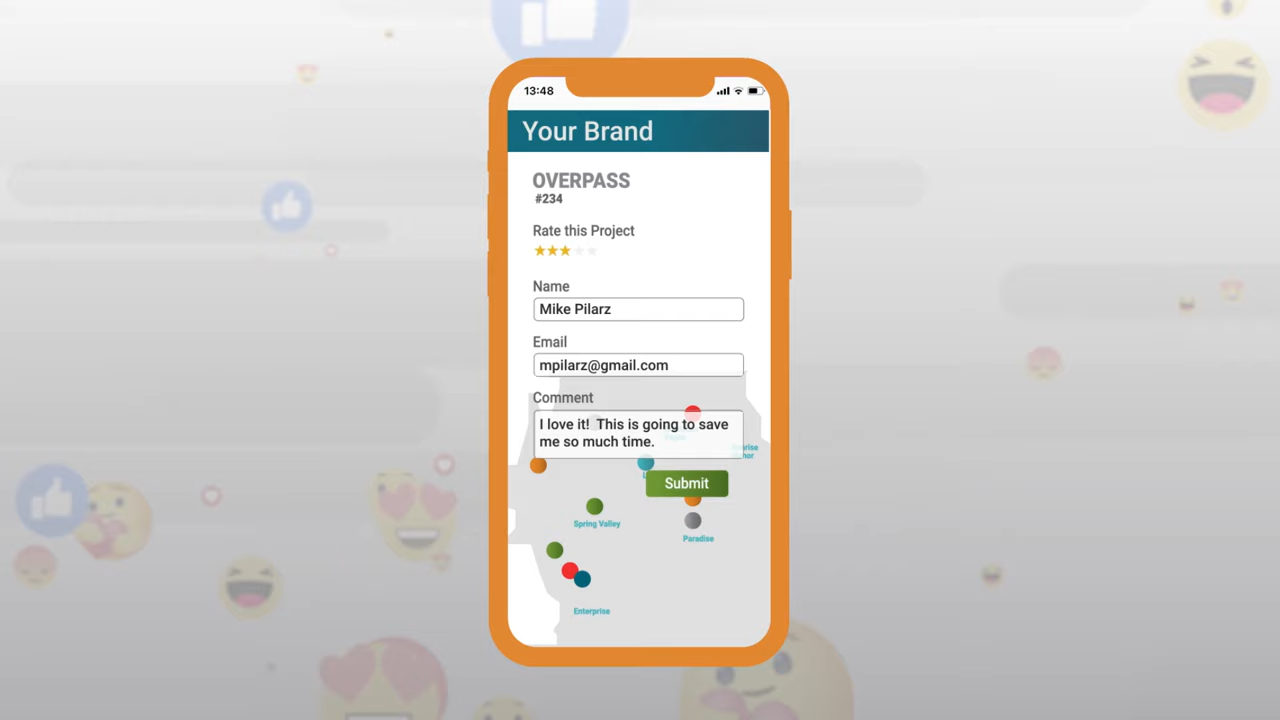 13:48
Your Brand
OVERPASS
#234
Rate this Project
Name
Mike Pilarz
Email
mpilarz@gmail.com
Comment
I love it!  This is going to save
me so much time.
Submit
Spring Valley
Paradise
Enterprise